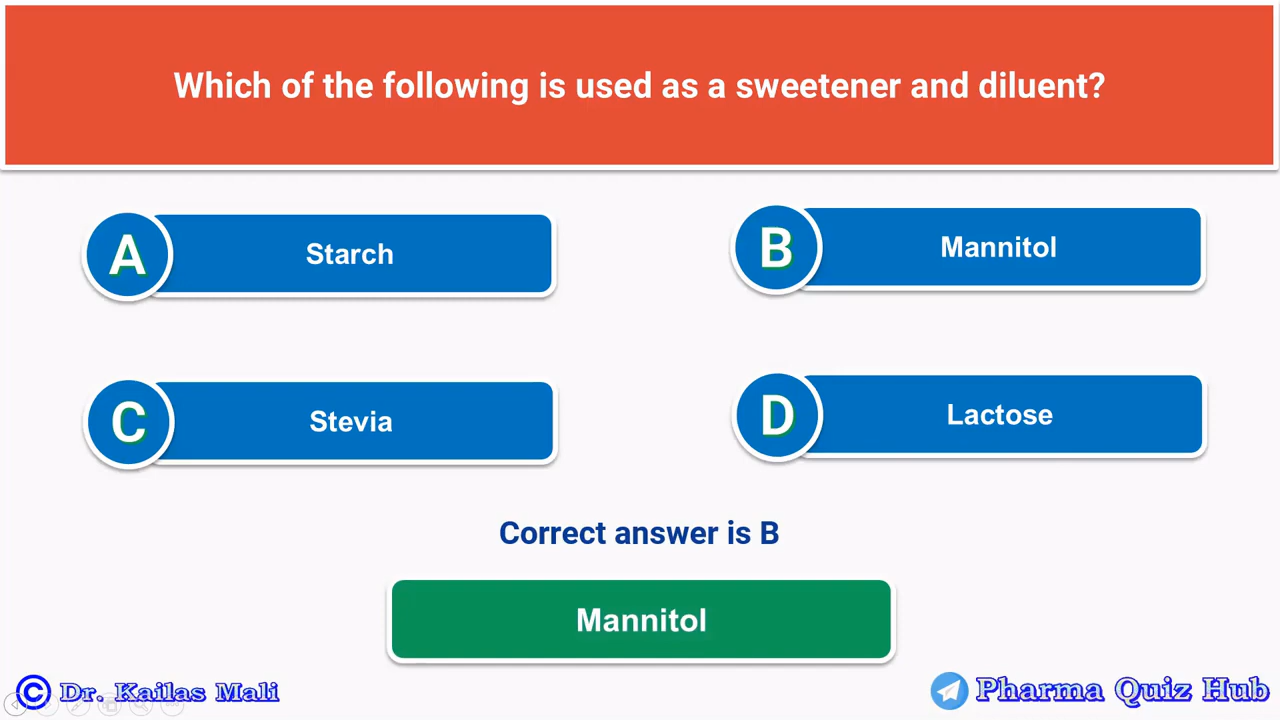 Which of the following is used as a sweetener and diluent?
A Starch
B Mannitol
C Stevia
D Lactose
Correct answer is B
Mannitol
© Dr. Kailas Mali
Pharma Quiz Hub